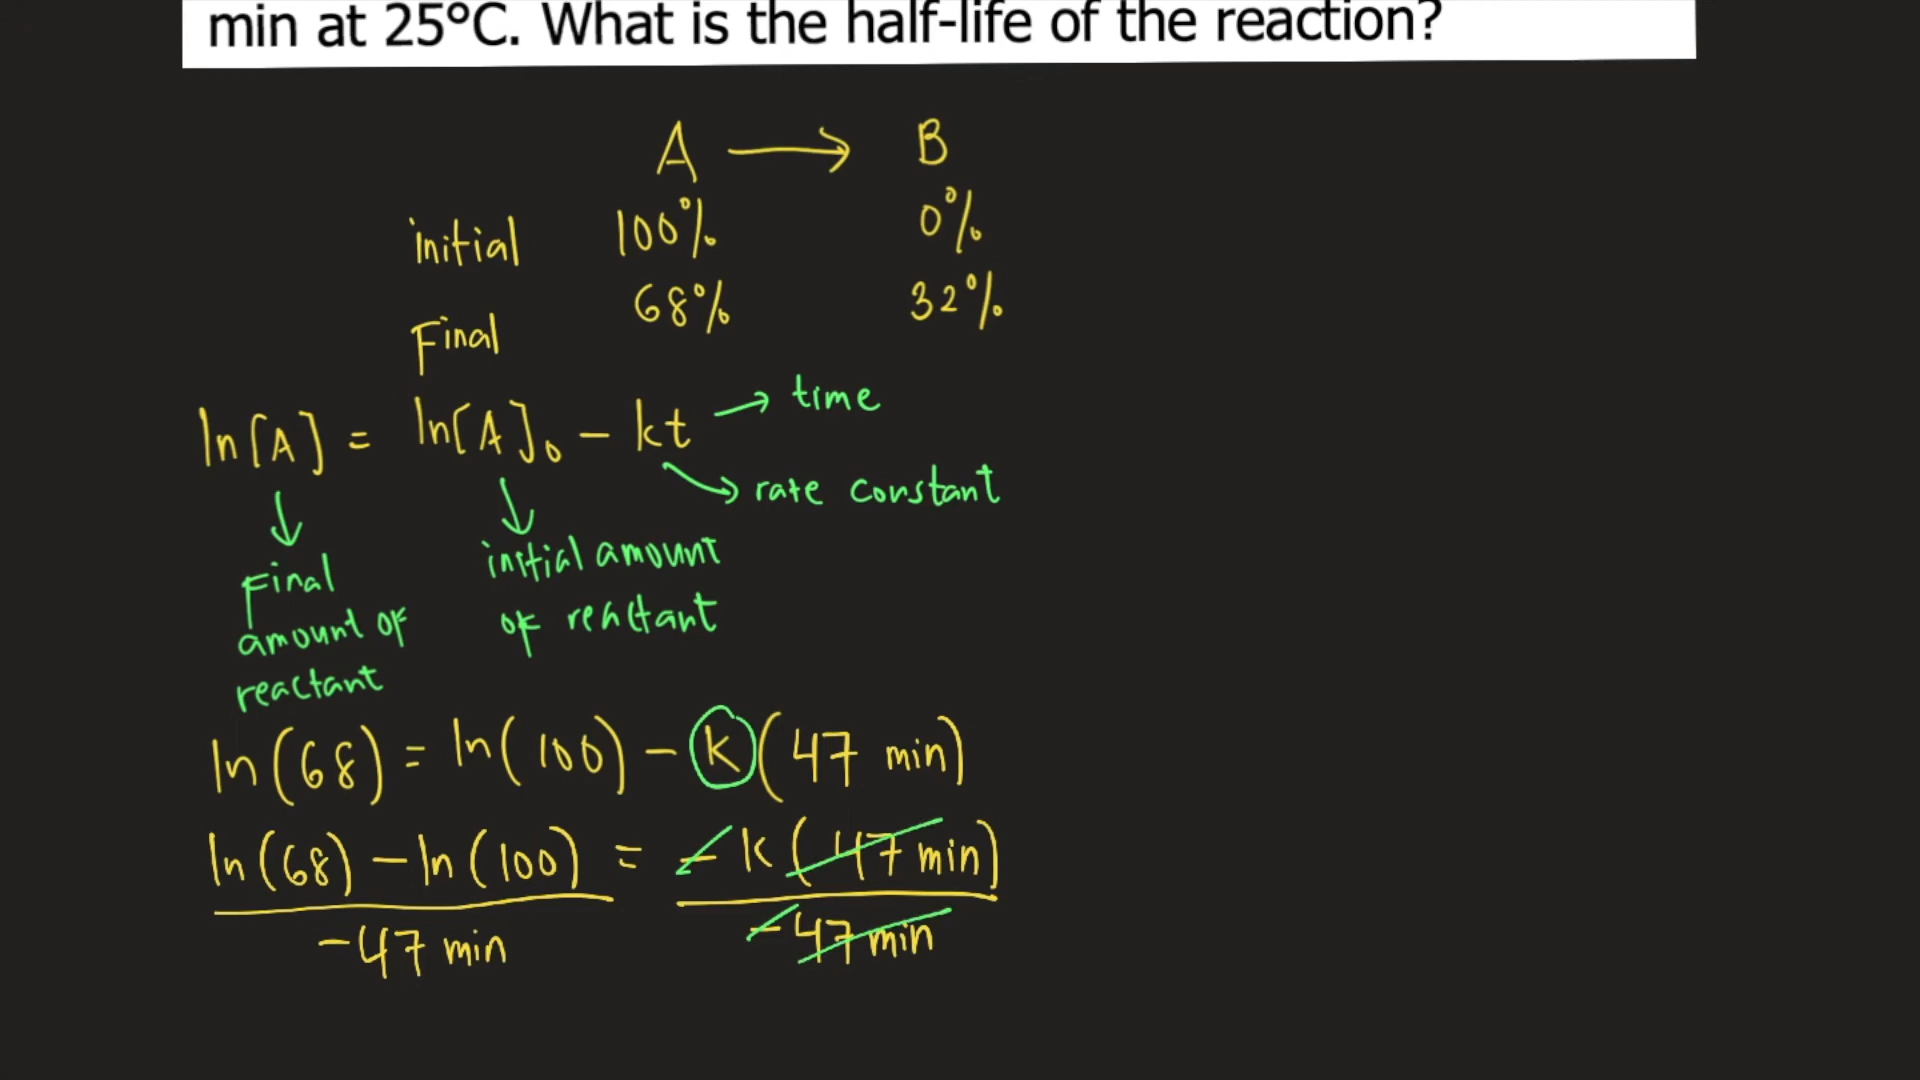 min at 25°C. What is the half-life of the reaction?
A → B
initial 100% 0%
Final 68% 32%
ln[A] = ln[A]₀ - kt → time
→ rate constant
↓ ↓
Final
amount of
reactant
initial amount
of reactant
ln(68) = ln(100) - k(47 min)
ln(68) - ln(100) = -k(47 min)
-47 min -47 min